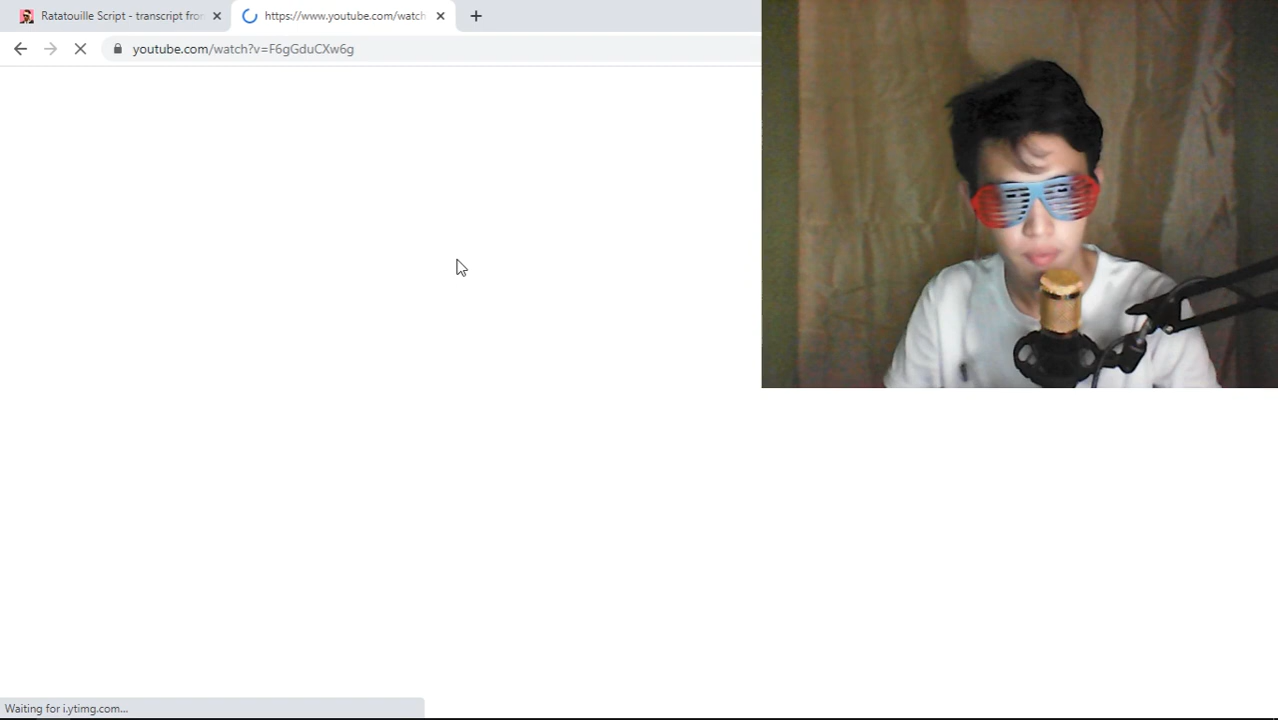 Ratatouille Script - transcript fro
https://www.youtube.com/watch
youtube.com/watch?v=F6gGduCXw6g
Waiting for i.ytimg.com...